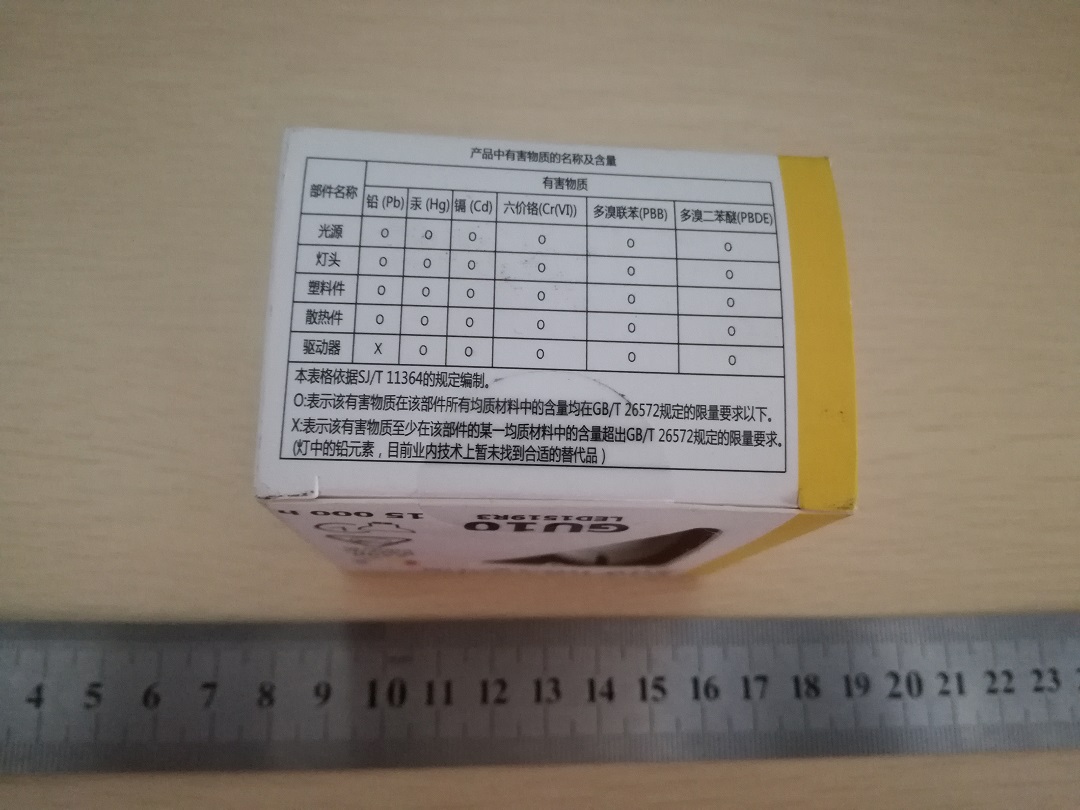 产品中有害物质的名称及含量
部件名称 有害物质
铅 (Pb) 汞 (Hg) 镉 (Cd) 六价铬(Cr(VI)) 多溴联苯(PBB) 多溴二苯醚(PBDE)
光源 O O O O O O
灯头 O O O O O O
塑料件 O O O O O O
散热件 O O O O O O
驱动器 X O O O O O
本表格依据SJ/T 11364的规定编制。
O:表示该有害物质在该部件所有均质材料中的含量均在GB/T 26572规定的限量要求以下。
X:表示该有害物质至少在该部件的某一均质材料中的含量超出GB/T 26572规定的限量要求。
(灯中的铅元素，目前业内技术上暂未找到合适的替代品 )
15 000 h
LED1519R3
GU10
4 5 6 7 8 9 10 11 12 13 14 15 16 17 18 19 20 21 22 23